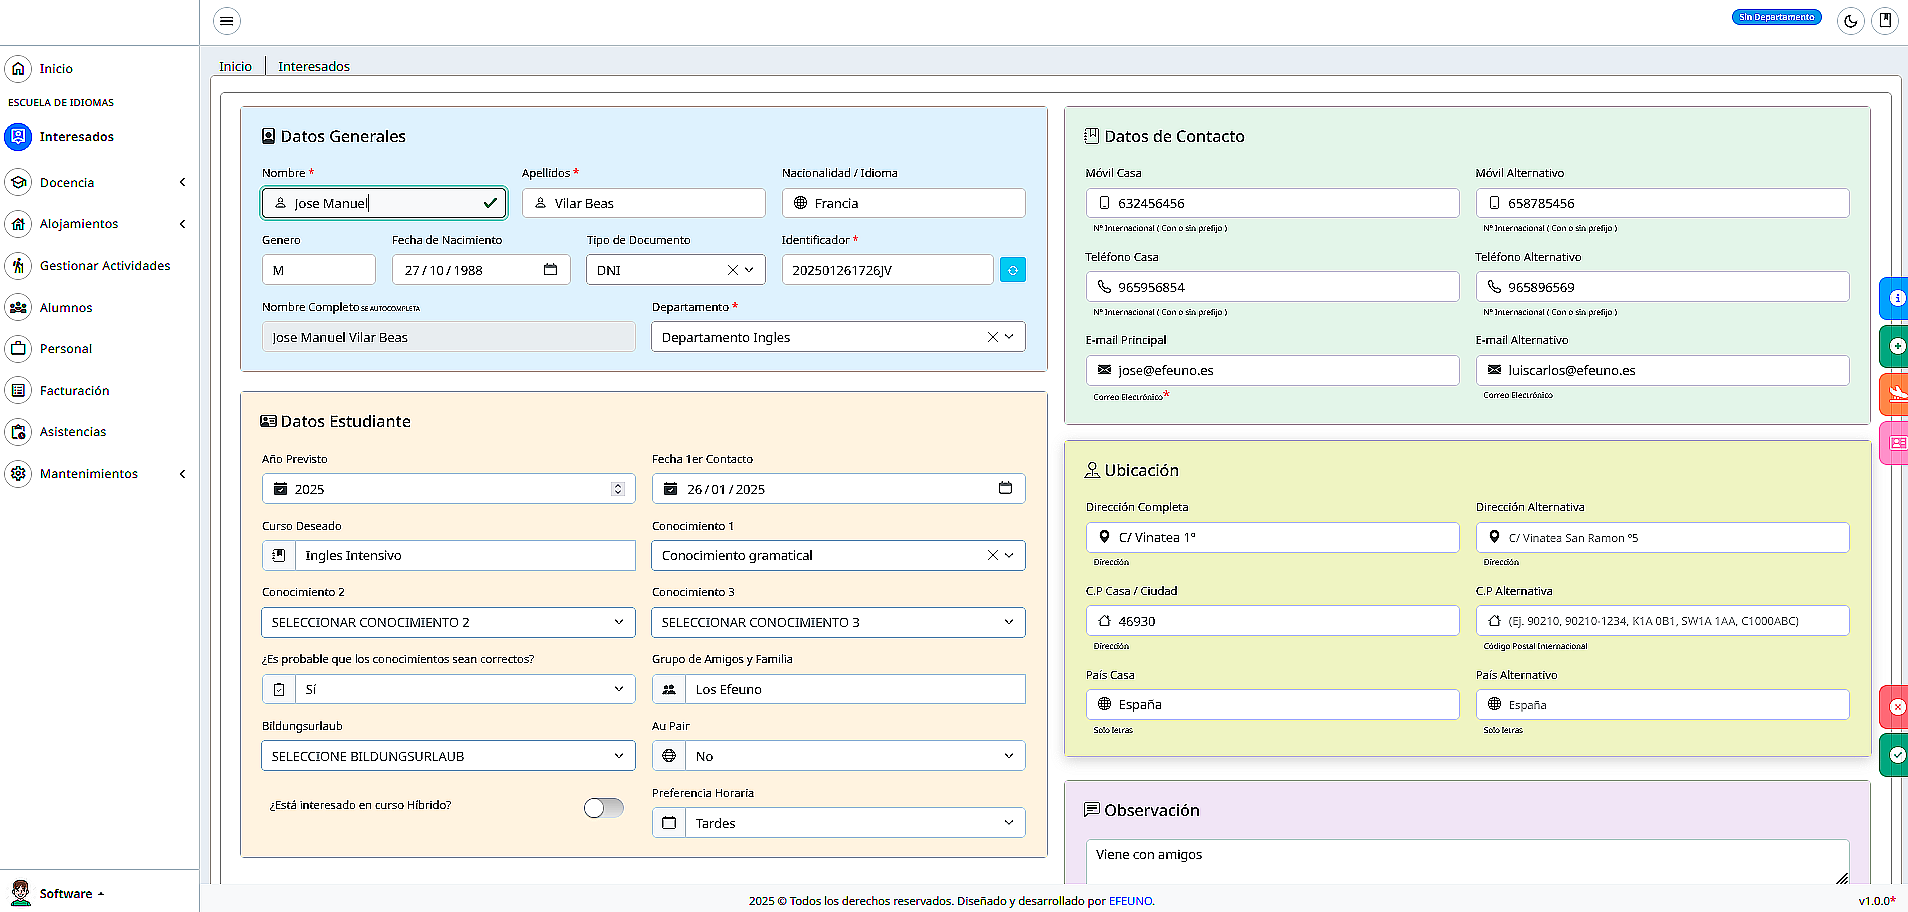 Sin Departamento
Inicio
ESCUELA DE IDIOMAS
Interesados
Docencia
Alojamientos
Gestionar Actividades
Alumnos
Personal
Facturación
Asistencias
Mantenimientos
Software
Inicio
Interesados
Datos Generales
Nombre *
Apellidos *
Nacionalidad / Idioma
Jose Manuel
Vilar Beas
Francia
Genero
Fecha de Nacimiento
Tipo de Documento
Identificador *
M
27/10/1988
DNI
202501261726JV
Nombre Completo SE AUTOCOMPLETA
Departamento *
Jose Manuel Vilar Beas
Departamento Ingles
Datos Estudiante
Año Previsto
Fecha 1er Contacto
2025
26/01/2025
Curso Deseado
Conocimiento 1
Ingles Intensivo
Conocimiento gramatical
Conocimiento 2
Conocimiento 3
SELECCIONAR CONOCIMIENTO 2
SELECCIONAR CONOCIMIENTO 3
¿Es probable que los conocimientos sean correctos?
Grupo de Amigos y Familia
Sí
Los Efeuno
Bildungsurlaub
Au Pair
SELECCIONE BILDUNGSURLAUB
No
¿Está interesado en curso Híbrido?
Preferencia Horaria
Tardes
Datos de Contacto
Móvil Casa
Móvil Alternativo
632456456
658785456
Nº Internacional ( Con o sin prefijo )
Nº Internacional ( Con o sin prefijo )
Teléfono Casa
Teléfono Alternativo
965956854
965896569
Nº Internacional ( Con o sin prefijo )
Nº Internacional ( Con o sin prefijo )
E-mail Principal
E-mail Alternativo
jose@efeuno.es
luiscarlos@efeuno.es
Correo Electrónico*
Correo Electrónico
Ubicación
Dirección Completa
Dirección Alternativa
C/ Vinatea 1º
C/ Vinatea San Ramon º5
Dirección
Dirección
C.P Casa / Ciudad
C.P Alternativa
46930
(Ej. 90210, 90210-1234, K1A 0B1, SW1A 1AA, C1000ABC)
Dirección
Código Postal Internacional
País Casa
País Alternativo
España
España
Solo letras
Solo letras
Observación
Viene con amigos
2025 © Todos los derechos reservados. Diseñado y desarrollado por EFEUNO.
v1.0.0*